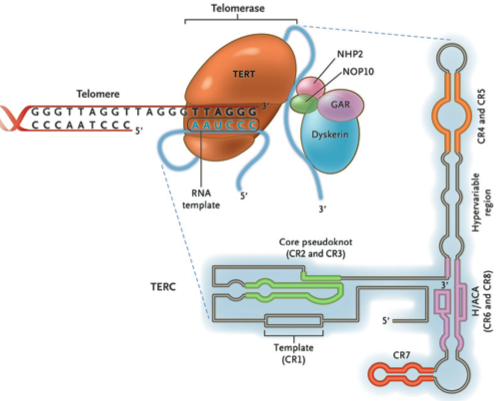 Telomerase
NHP2
NOP10
TERT
GAR
Dyskerin
Telomere
3'
GGGTTAGGTTAGGGTTAGGG
CCCAATCCC 5'
AAUCCC
RNA
template
5'
3'
CR4 and CR5
Hypervariable
region
Core pseudoknot
(CR2 and CR3)
TERC
3'
H/ACA
(CR6 and CR8)
5'
Template
(CR1)
CR7